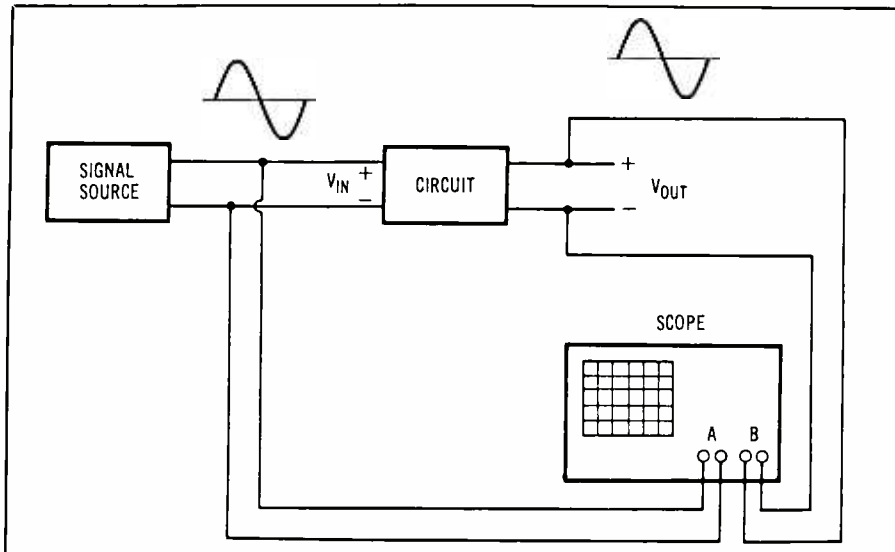 SIGNAL
SOURCE
V_IN
+
−
CIRCUIT
+
−
V_OUT
SCOPE
A B